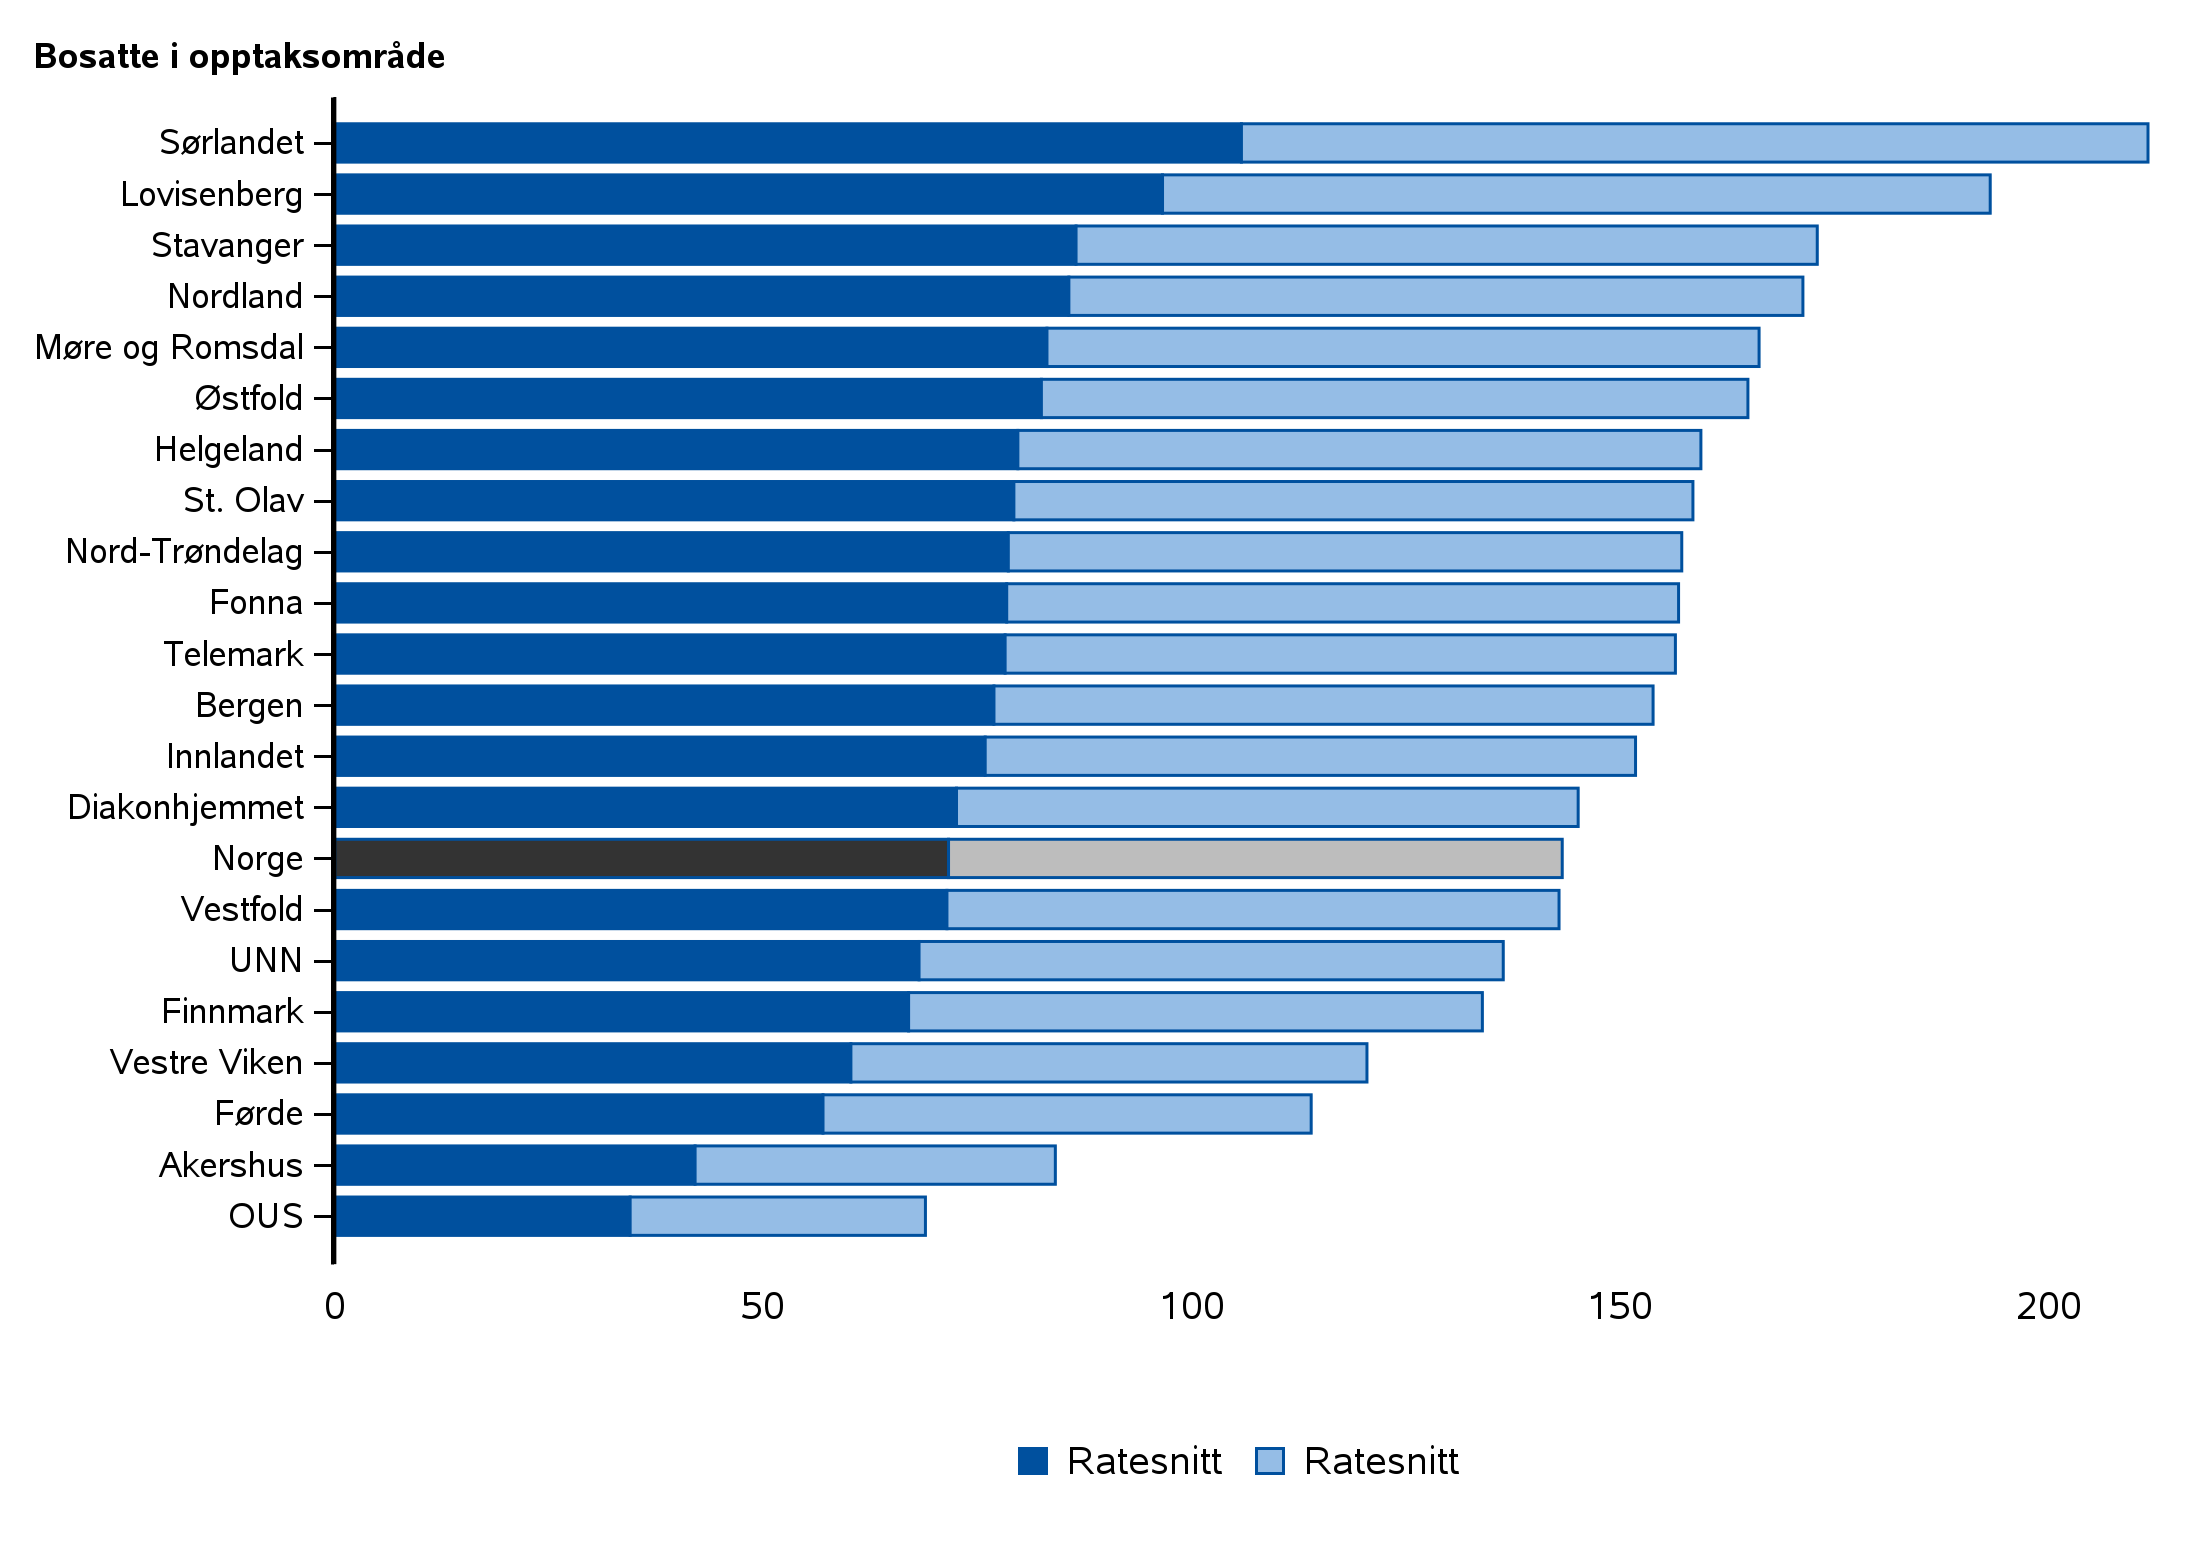 Bosatte i opptaksområde
Sørlandet
Lovisenberg
Stavanger
Nordland
Møre og Romsdal
Østfold
Helgeland
St. Olav
Nord-Trøndelag
Fonna
Telemark
Bergen
Innlandet
Diakonhjemmet
Norge
Vestfold
UNN
Finnmark
Vestre Viken
Førde
Akershus
OUS
0 50 100 150 200
Ratesnitt Ratesnitt